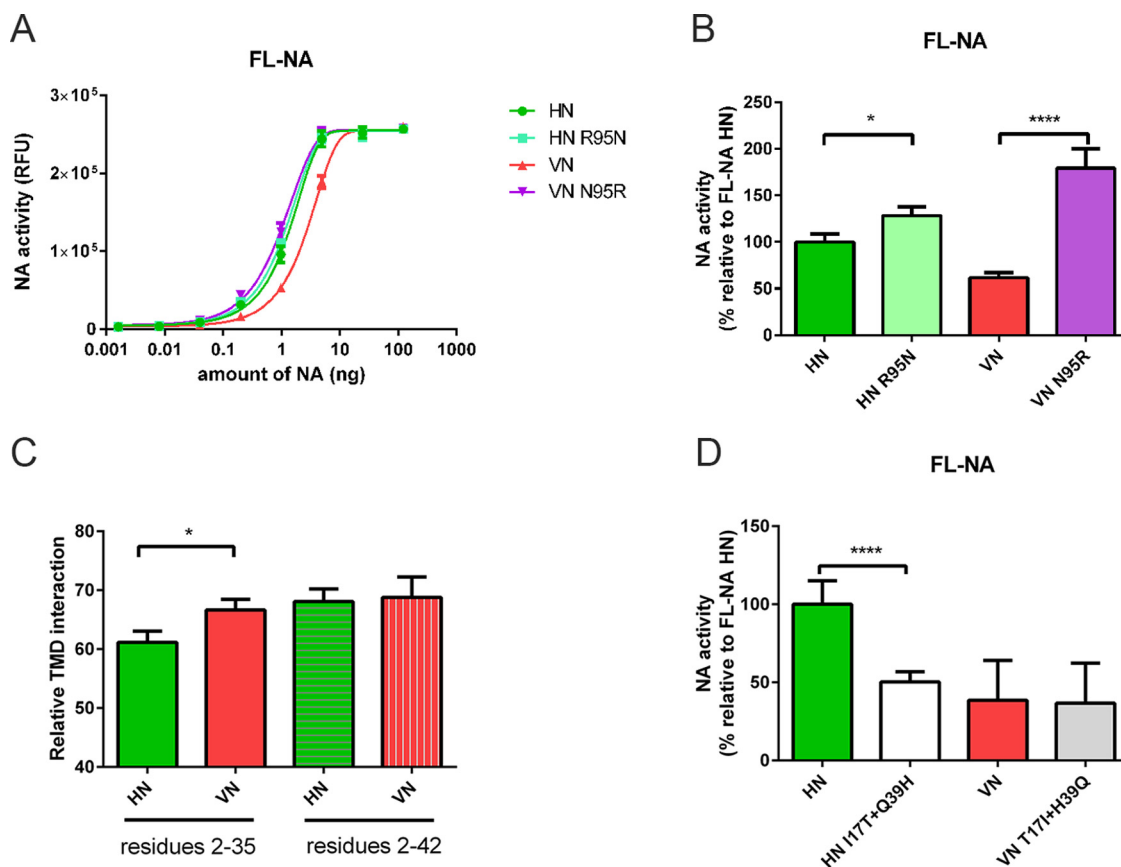 A
FL-NA
NA activity (RFU)
3×10⁵
2×10⁵
1×10⁵
0
0.001 0.01 0.1 1 10 100 1000
amount of NA (ng)
HN
HN R95N
VN
VN N95R
B
FL-NA
NA activity
(% relative to FL-NA HN)
250
200
150
100
50
0
*
****
HN
HN R95N
VN
VN N95R
C
Relative TMD interaction
80
70
60
50
40
*
HN
VN
HN
VN
residues 2-35
residues 2-42
D
FL-NA
NA activity
(% relative to FL-NA HN)
150
100
50
0
****
HN
HN I17T+Q39H
VN
VN T17I+H39Q